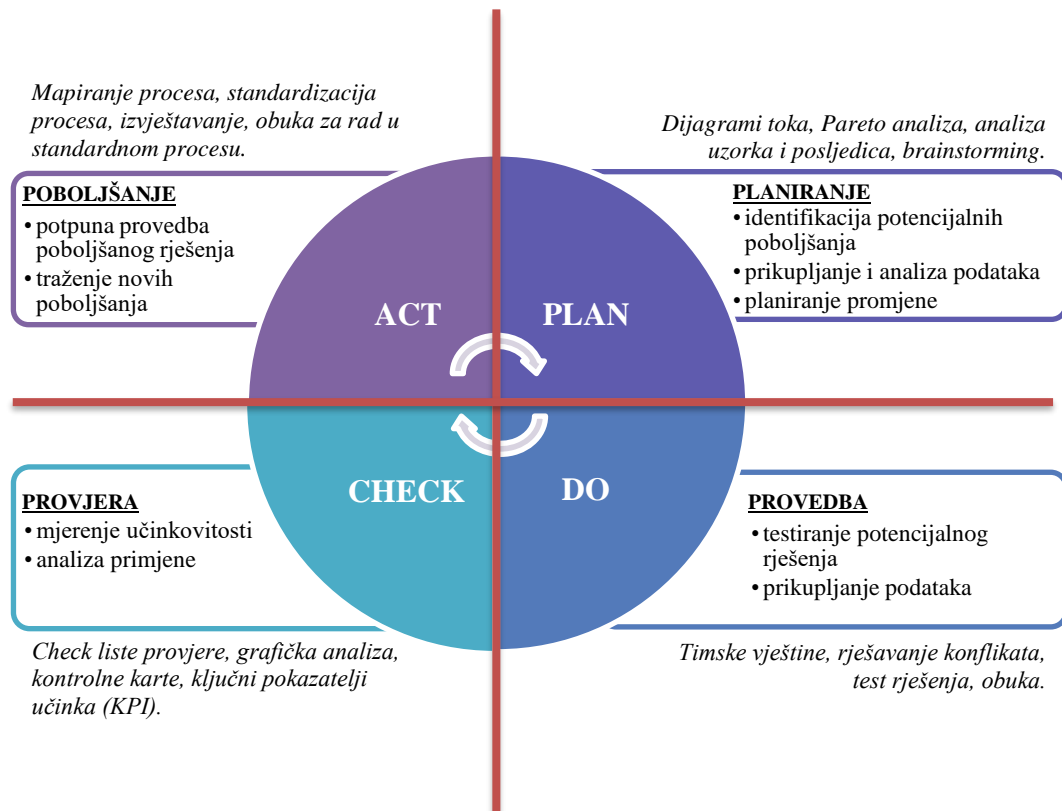 Mapiranje procesa, standardizacija
procesa, izvještavanje, obuka za rad u
standardnom procesu.
POBOLJŠANJE
• potpuna provedba
poboljšanog rješenja
• traženje novih
poboljšanja
Dijagrami toka, Pareto analiza, analiza
uzorka i posljedica, brainstorming.
PLANIRANJE
• identifikacija potencijalnih
poboljšanja
• prikupljanje i analiza podataka
• planiranje promjene
ACT
PLAN
CHECK
DO
PROVJERA
• mjerenje učinkovitosti
• analiza primjene
Check liste provjere, grafička analiza,
kontrolne karte, ključni pokazatelji
učinka (KPI).
PROVEDBA
• testiranje potencijalnog
rješenja
• prikupljanje podataka
Timske vještine, rješavanje konflikata,
test rješenja, obuka.